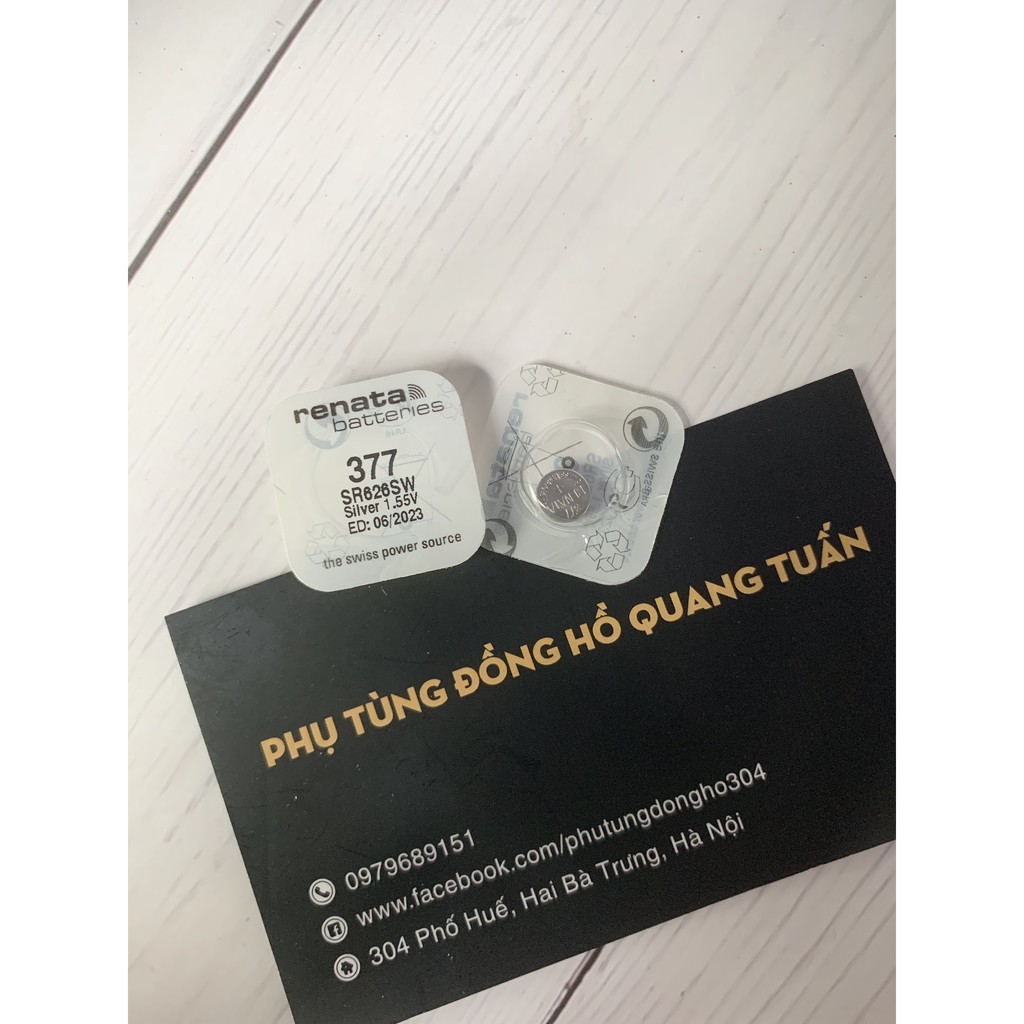 renata
batteries
377
SR626SW
Silver 1.55V
ED: 06/2023
the swiss power source
renata
PHỤ TÙNG ĐỒNG HỒ QUANG TUẤN
0979689151
www.facebook.com/phutungdongho304
304 Phố Huế, Hai Bà Trưng, Hà Nội